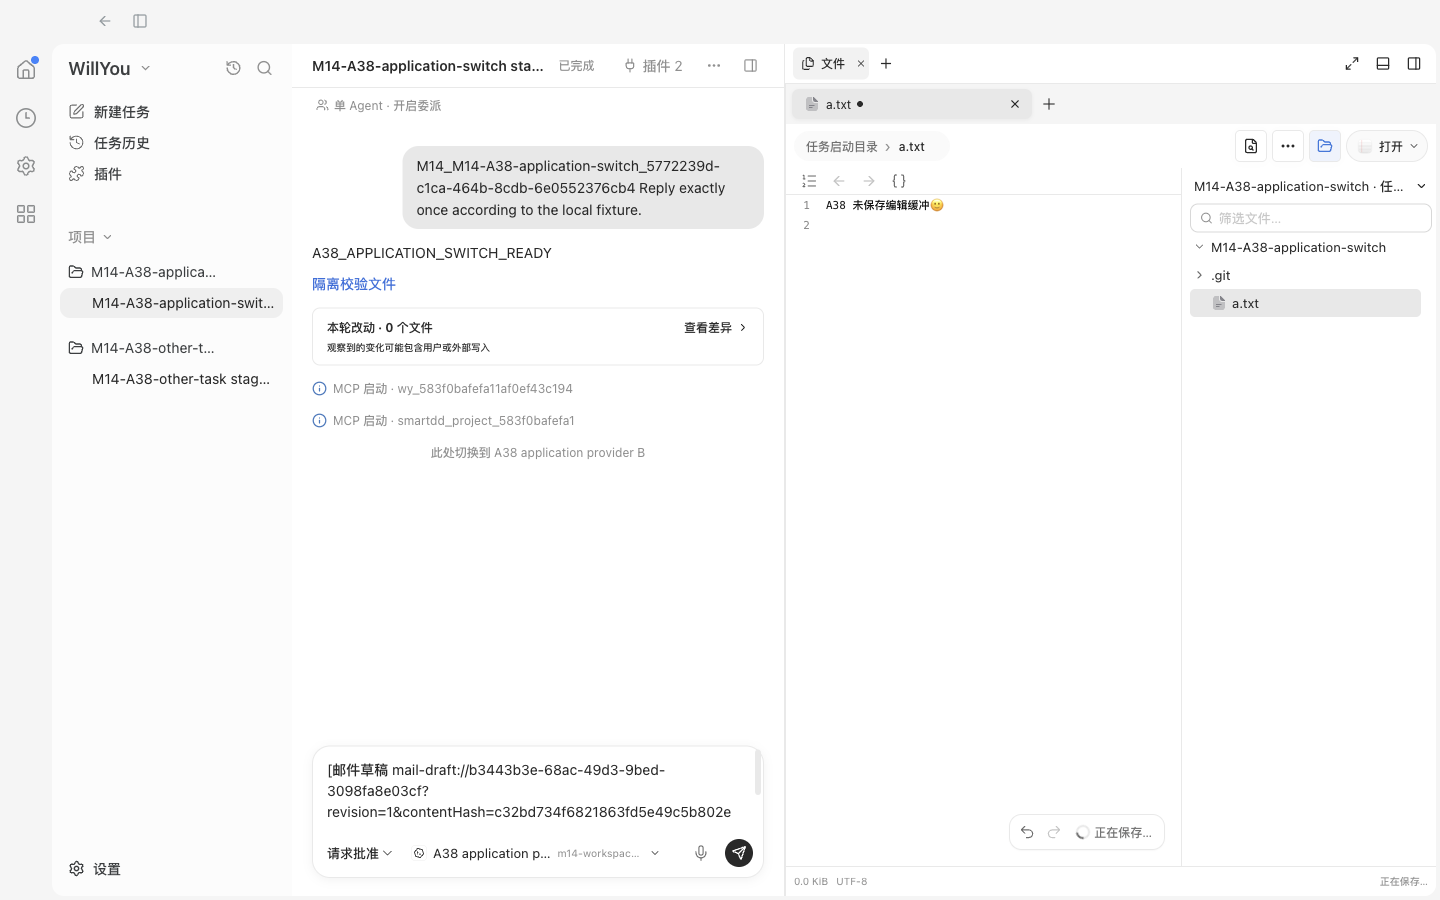 WillYou
新建任务
任务历史
插件
项目
M14-A38-applica...
M14-A38-application-swit...
M14-A38-other-t...
M14-A38-other-task stag...
设置
M14-A38-application-switch sta... 已完成 插件 2
单 Agent · 开启委派
M14_M14-A38-application-switch_5772239d-
c1ca-464b-8cdb-6e0552376cb4 Reply exactly
once according to the local fixture.
A38_APPLICATION_SWITCH_READY
隔离校验文件
本轮改动 · 0 个文件 查看差异
观察到的变化可能包含用户或外部写入
MCP 启动 · wy_583f0bafefa11af0ef43c194
MCP 启动 · smartdd_project_583f0bafefa1
此处切换到 A38 application provider B
[邮件草稿 mail-draft://b3443b3e-68ac-49d3-9bed-
3098fa8e03cf?
revision=1&contentHash=c32bd734f6821863fd5e49c5b802e
请求批准 A38 application p... m14-workspac...
文件
a.txt
任务启动目录 › a.txt 打开
1 A38 未保存编辑缓冲😀
2
正在保存...
0.0 KiB UTF-8 正在保存...
M14-A38-application-switch · 任...
筛选文件...
M14-A38-application-switch
.git
a.txt